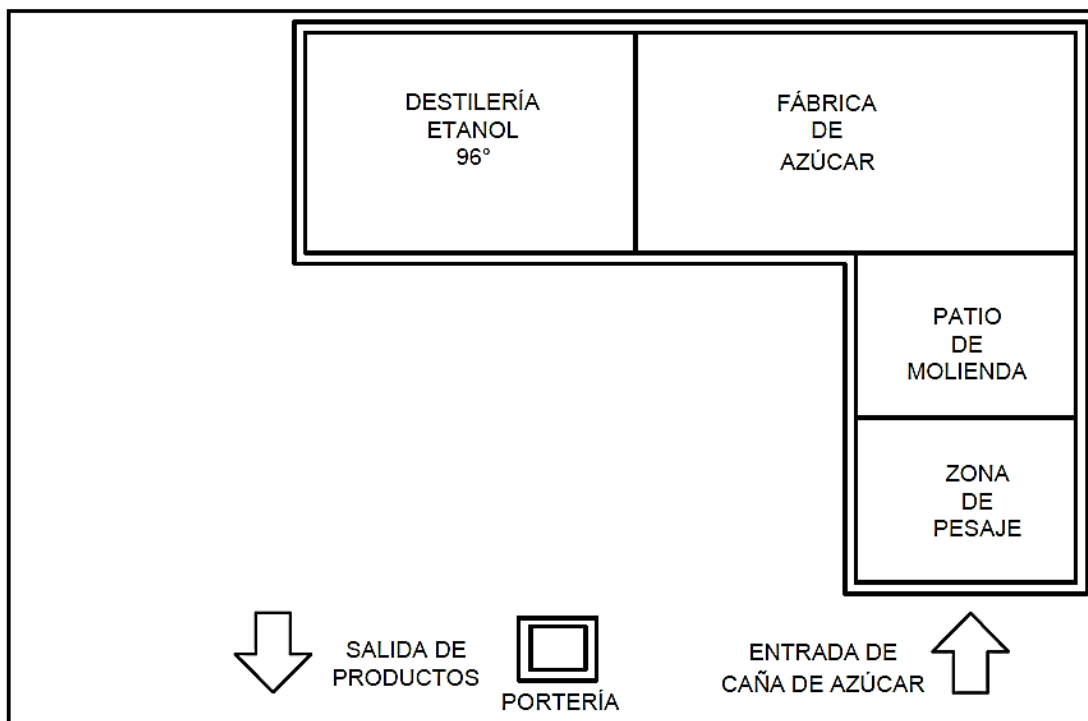 DESTILERÍA
ETANOL
96°
FÁBRICA
DE
AZÚCAR
PATIO
DE
MOLIENDA
ZONA
DE
PESAJE
SALIDA DE
PRODUCTOS
PORTERÍA
ENTRADA DE
CAÑA DE AZÚCAR